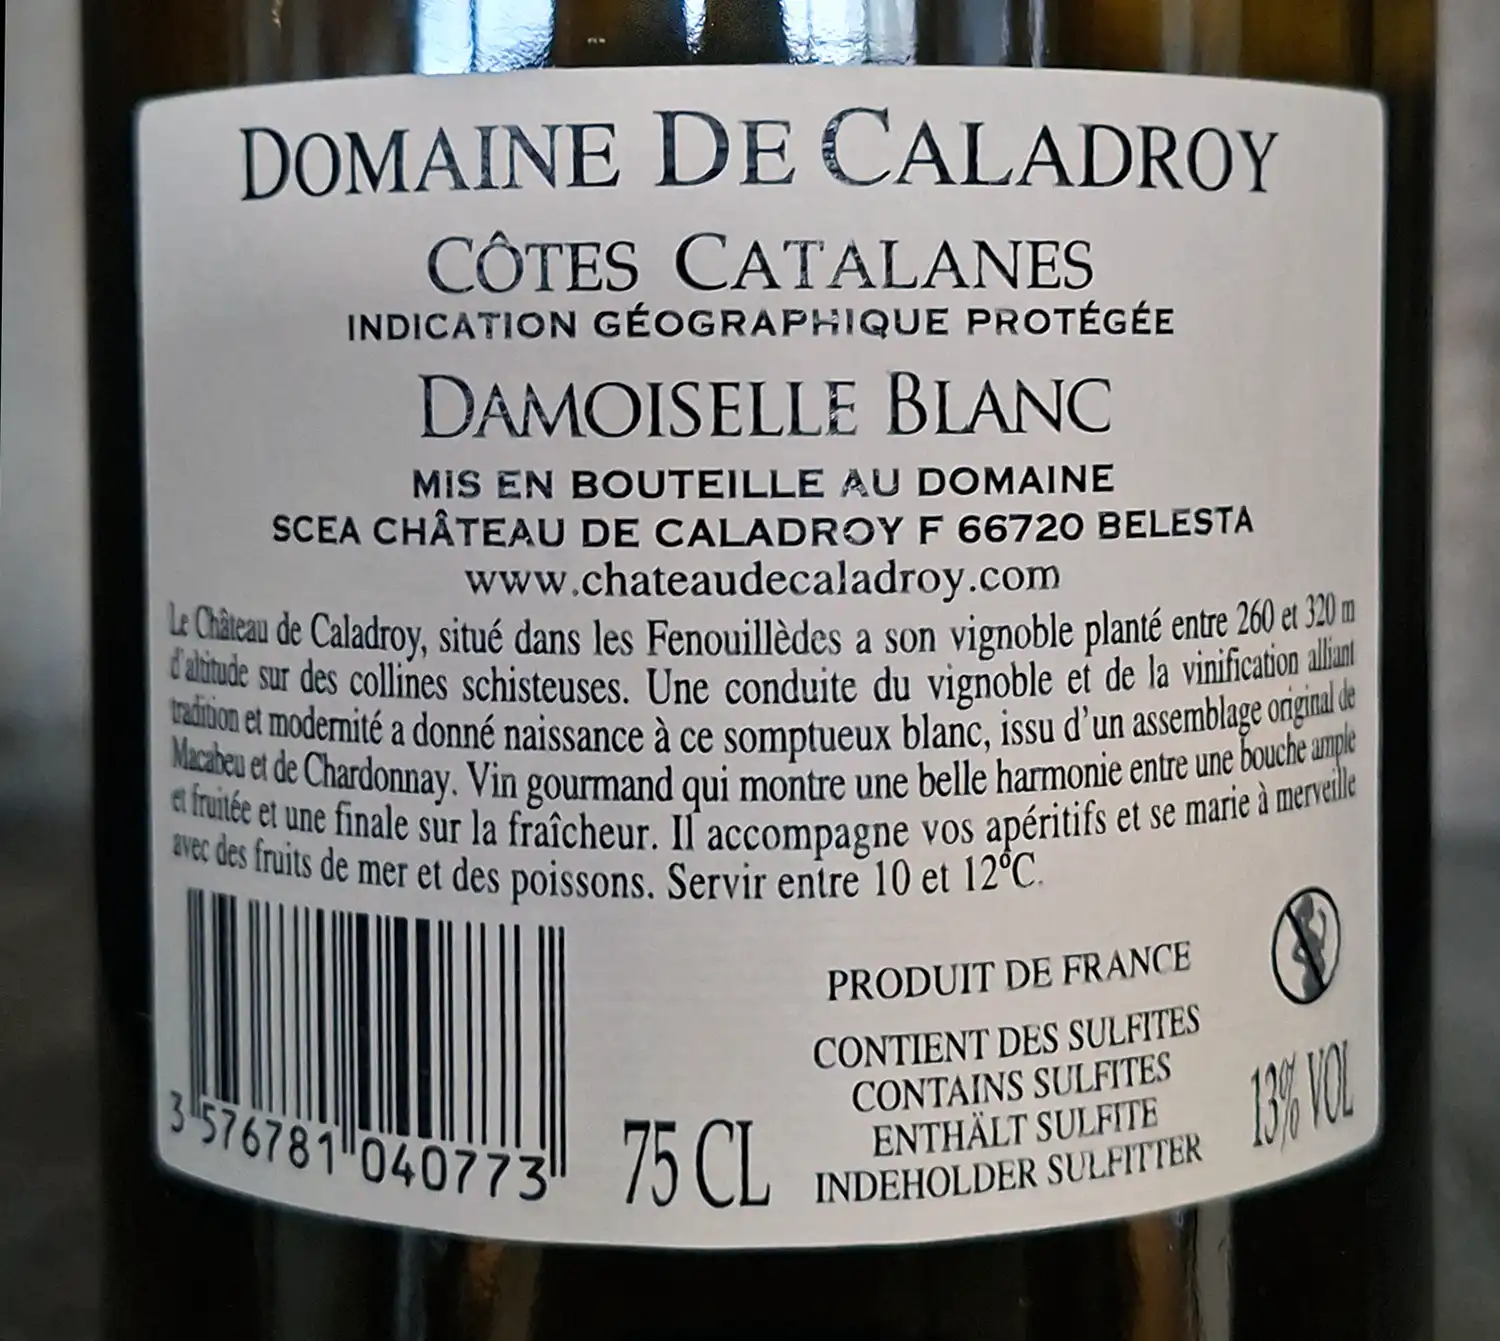 DOMAINE DE CALADROY
CÔTES CATALANES
INDICATION GÉOGRAPHIQUE PROTÉGÉE
DAMOISELLE BLANC
MIS EN BOUTEILLE AU DOMAINE
SCEA CHÂTEAU DE CALADROY F 66720 BELESTA
www.chateaudecaladroy.com
Le Château de Caladroy, situé dans les Fenouillèdes a son vignoble planté entre 260 et 320 m
d'altitude sur des collines schisteuses. Une conduite du vignoble et de la vinification alliant
tradition et modernité a donné naissance à ce somptueux blanc, issu d'un assemblage original de
Macabeu et de Chardonnay. Vin gourmand qui montre une belle harmonie entre une bouche ample
et fruitée et une finale sur la fraîcheur. Il accompagne vos apéritifs et se marie à merveille
avec des fruits de mer et des poissons. Servir entre 10 et 12°C.
PRODUIT DE FRANCE
CONTIENT DES SULFITES
CONTAINS SULFITES
ENTHÄLT SULFITE
INDEHOLDER SULFITTER
13% VOL
75 CL
3 576781 040773